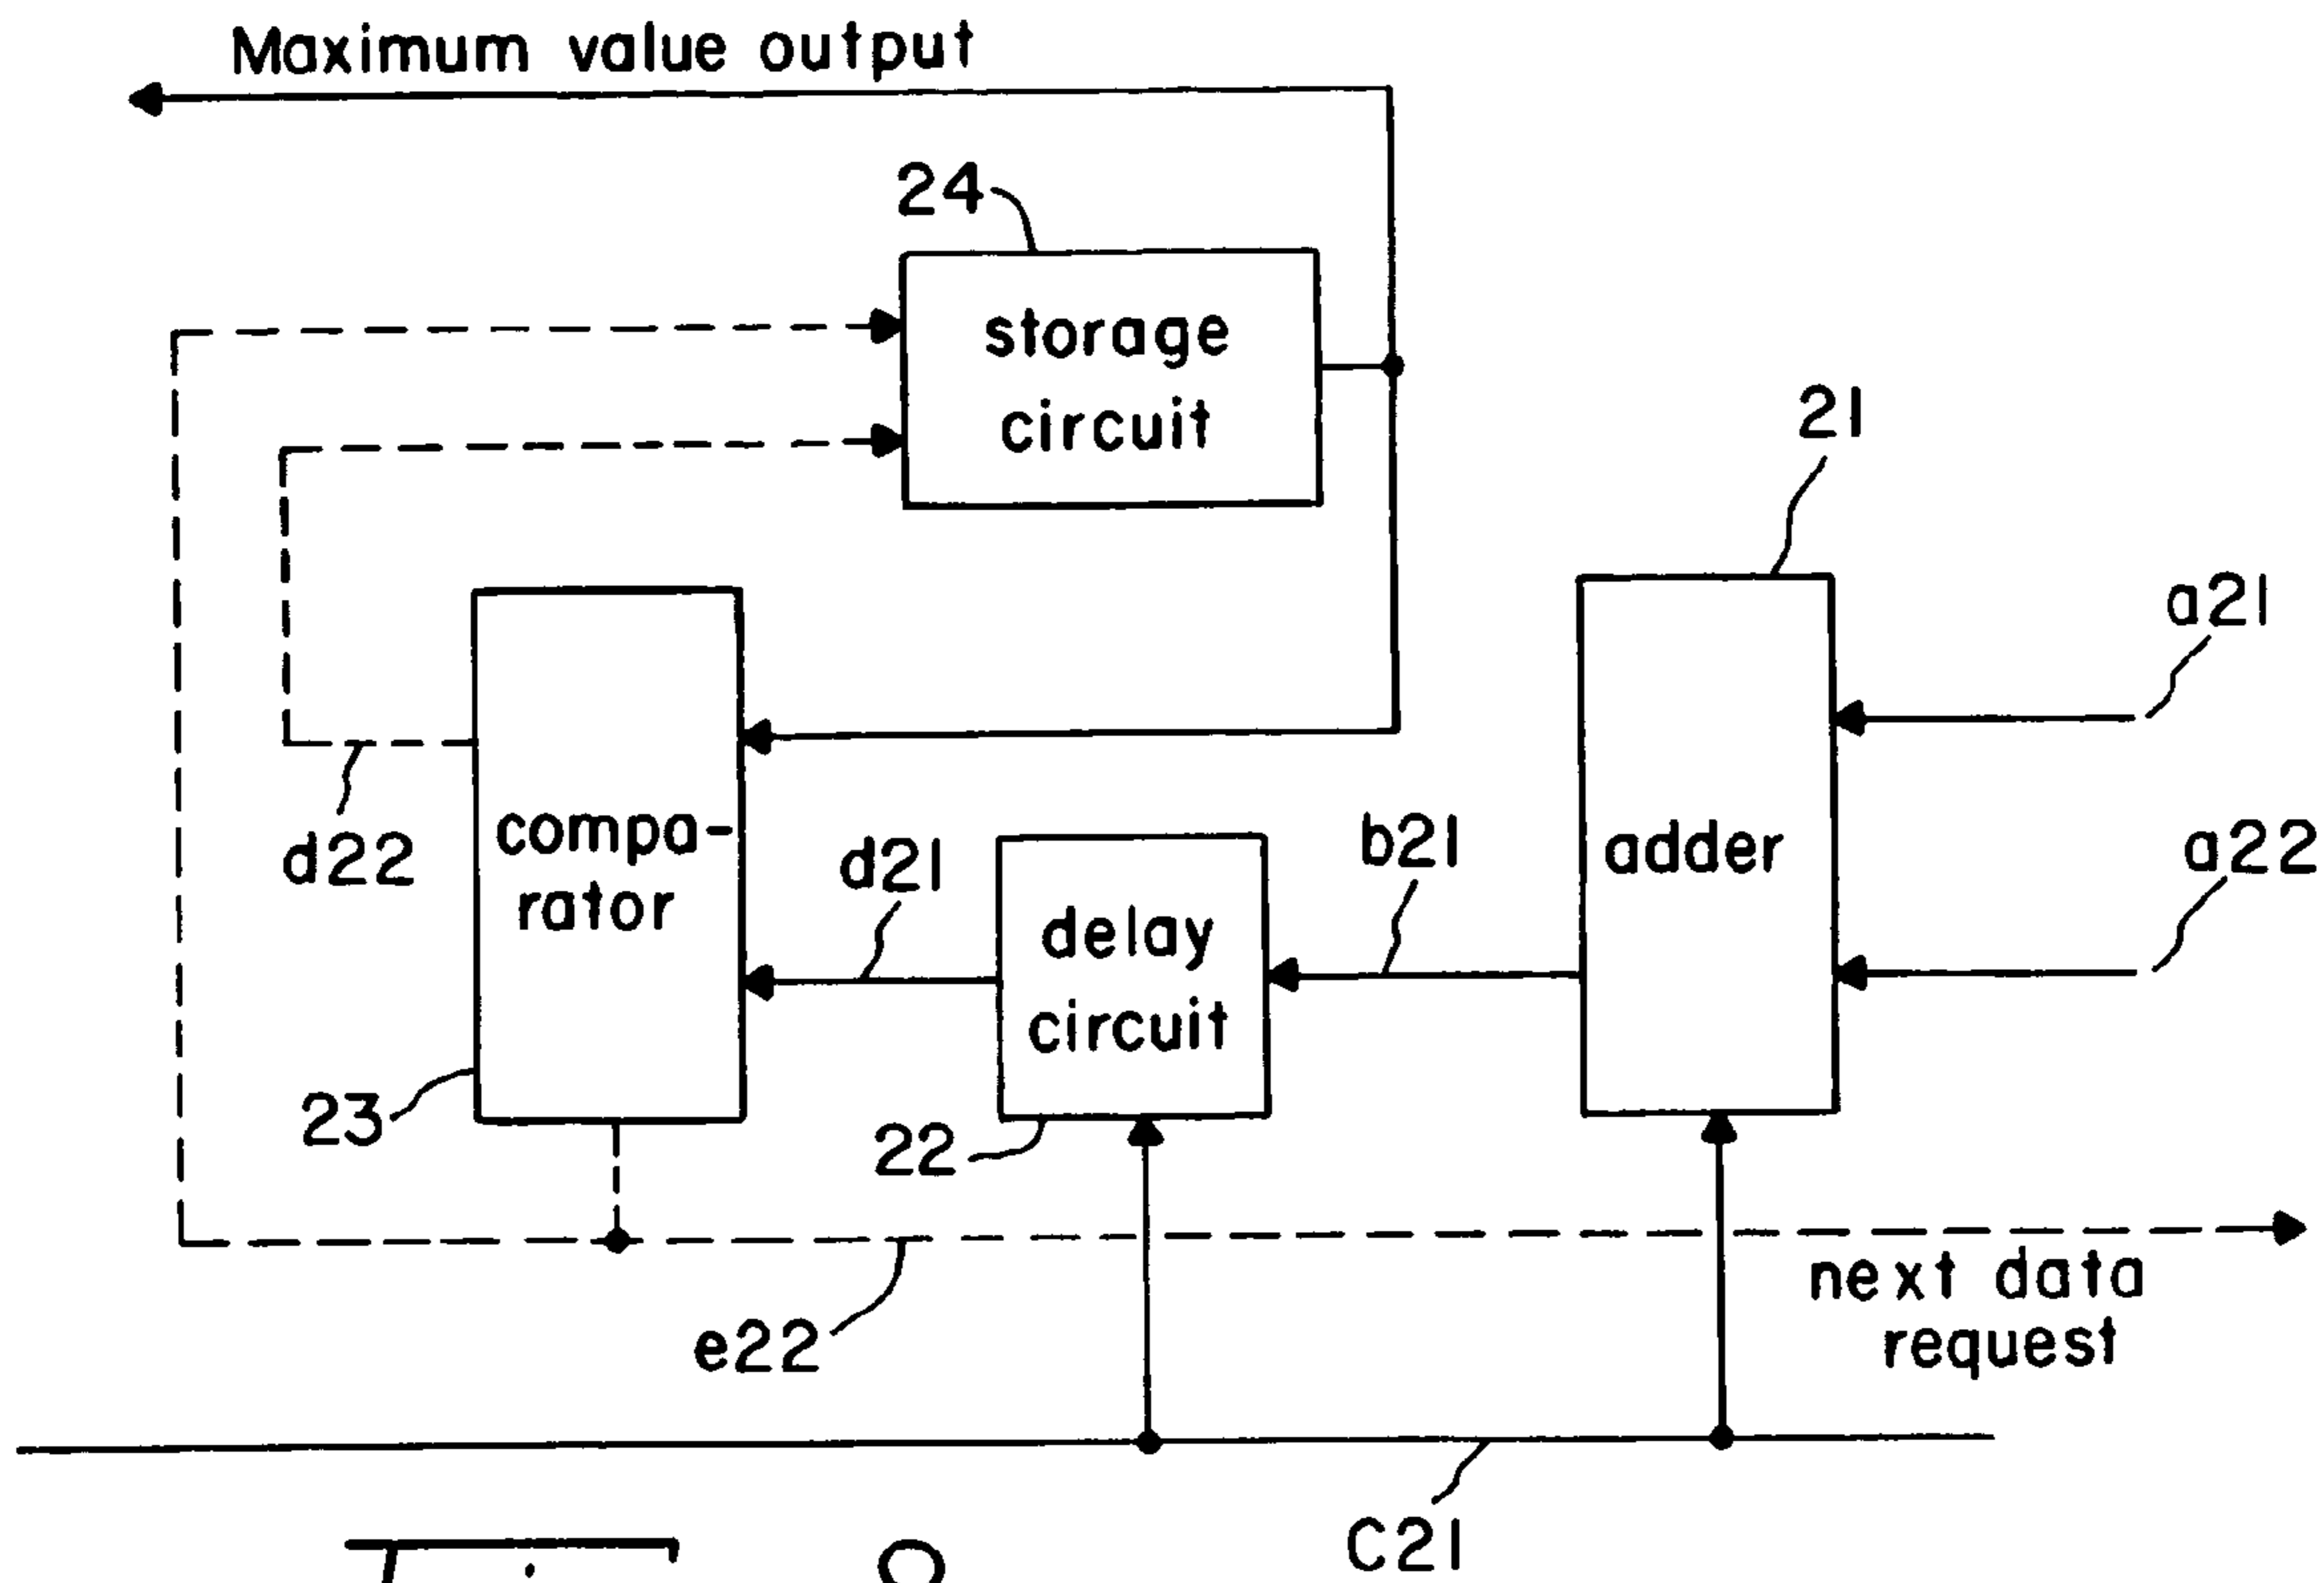 Maximum value output
24
storage
circuit
21
a21
compa-
rator
d22
d21
b21
adder
a22
delay
circuit
23
22
next data
request
e22
C21